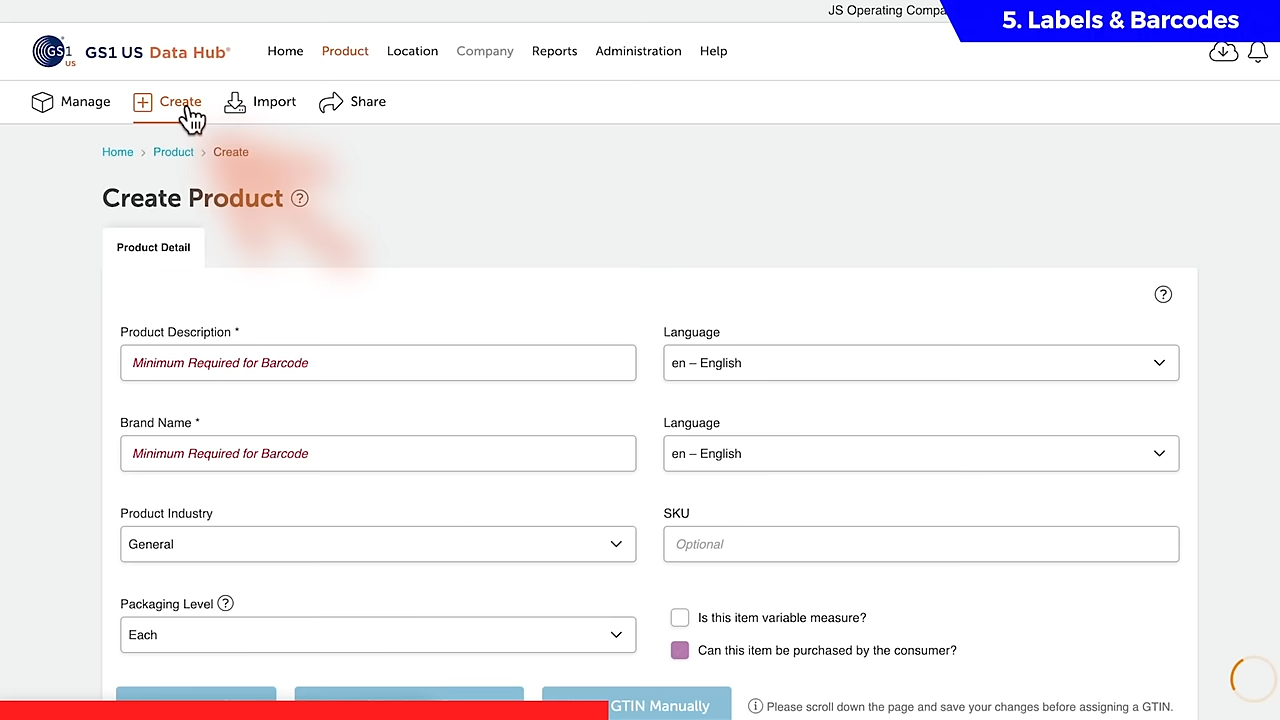 JS Operating Compa
5. Labels & Barcodes
GS1 US
GS1 US Data Hub®
Home Product Location Company Reports Administration Help
Manage Create Import Share
Home › Product › Create
Create Product ?
Product Detail
?
Product Description * Language
Minimum Required for Barcode en – English
Brand Name * Language
Minimum Required for Barcode en – English
Product Industry SKU
General Optional
Packaging Level ?
Is this item variable measure?
Each
Can this item be purchased by the consumer?
GTIN Manually
Please scroll down the page and save your changes before assigning a GTIN.